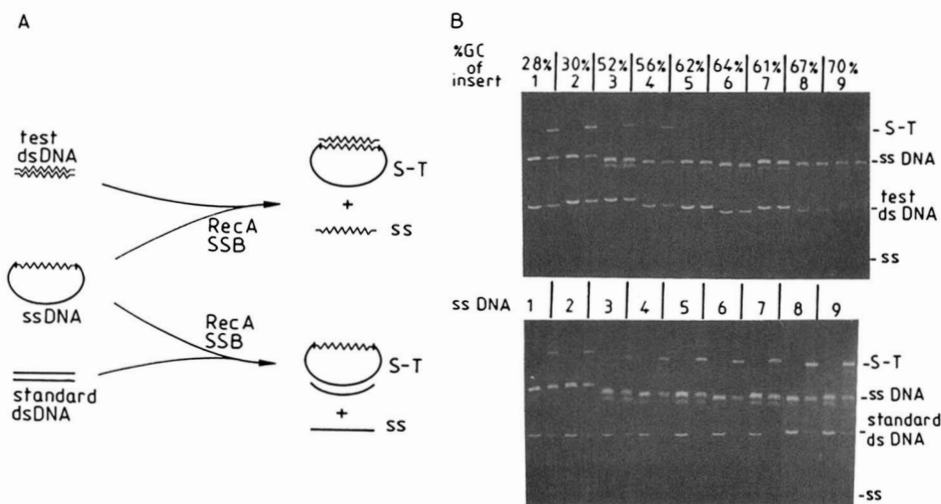 A
test
dsDNA
ssDNA
standard
dsDNA
RecA
SSB
RecA
SSB
S-T
+
ss
S-T
+
ss
B
%GC
of
insert
28% 30% 52% 56% 62% 64% 61% 67% 70%
1 2 3 4 5 6 7 8 9
S-T
ss DNA
test
ds DNA
ss
ss DNA 1 2 3 4 5 6 7 8 9
S-T
ss DNA
standard
ds DNA
ss